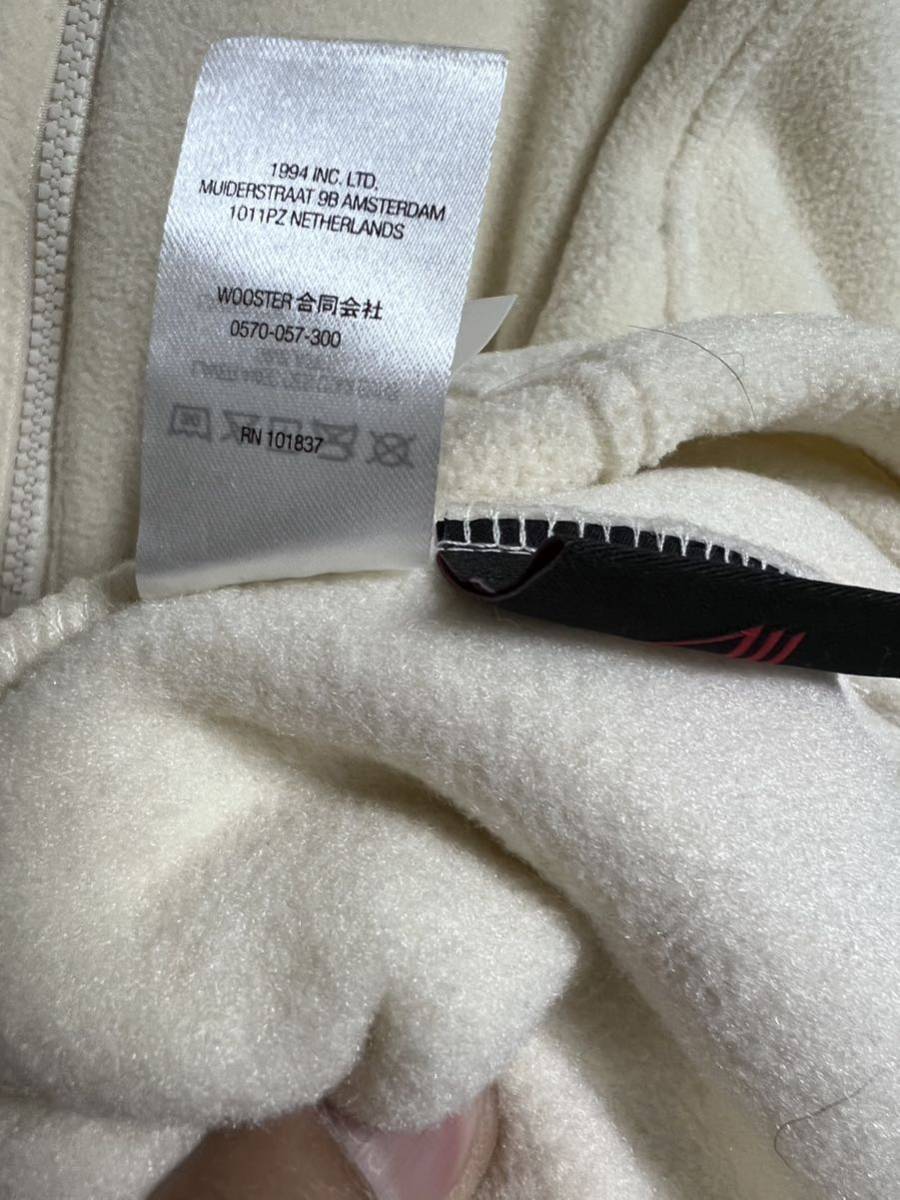 1994 INC. LTD.
MUIDERSTRAAT 9B AMSTERDAM
1011PZ NETHERLANDS
WOOSTER 合同会社
0570-057-300
RN 101837